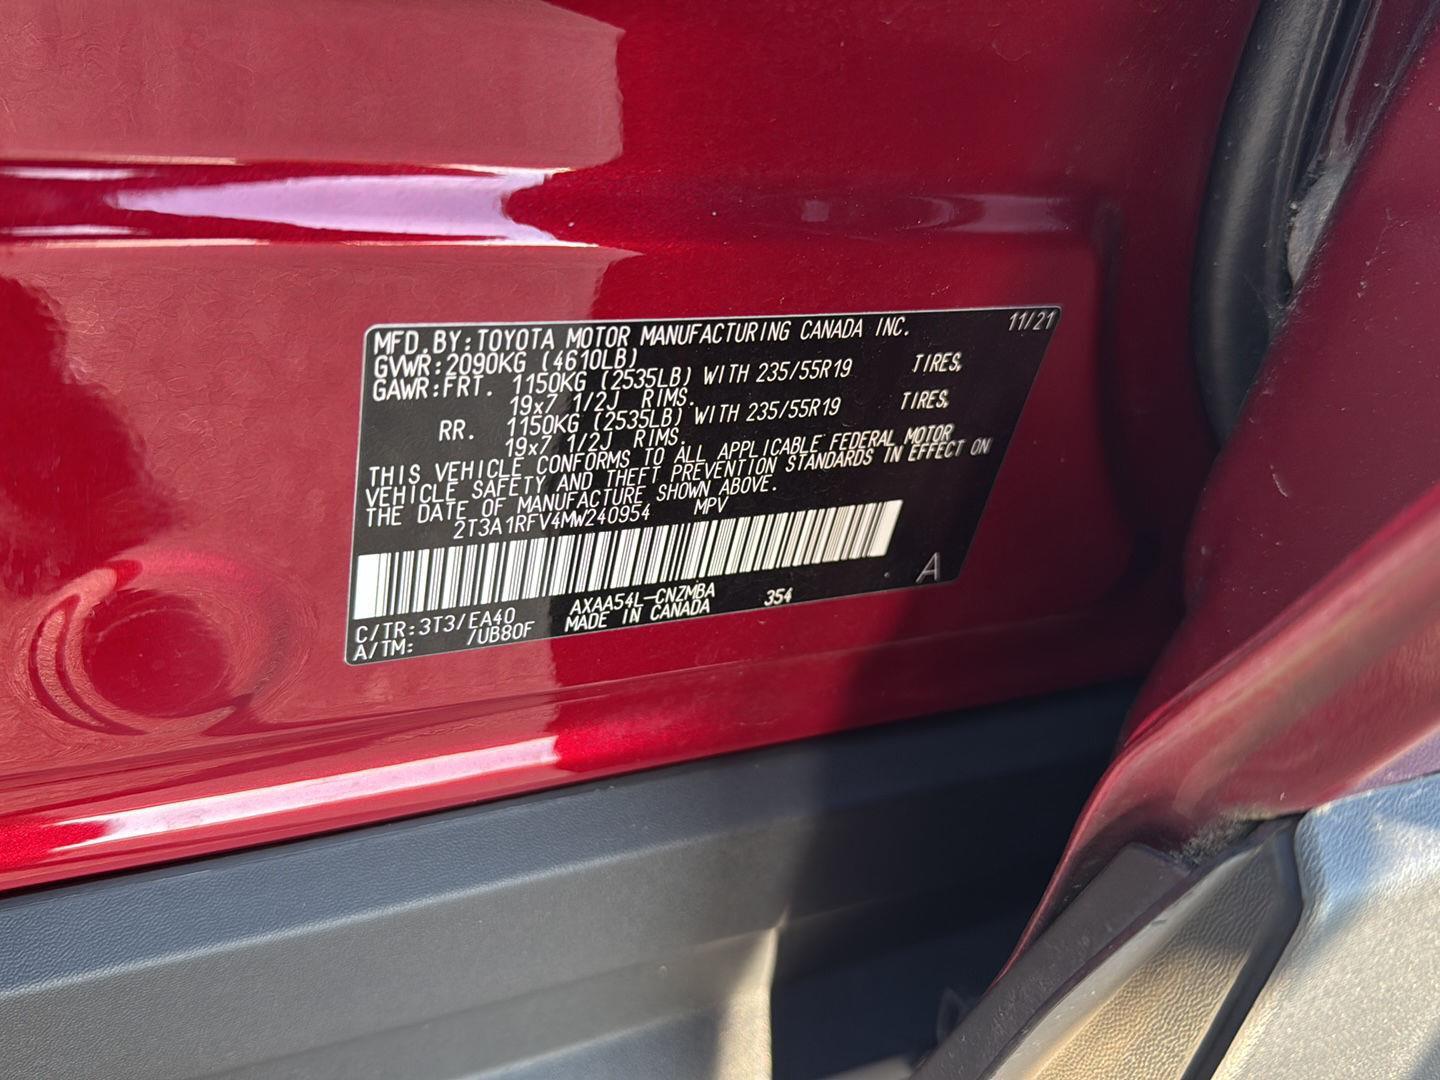 MFD.BY:TOYOTA MOTOR MANUFACTURING CANADA INC. 11/21
GVWR:2090KG (4610LB)
GAWR:FRT. 1150KG (2535LB) WITH 235/55R19 TIRES,
19x7 1/2J RIMS.
RR. 1150KG (2535LB) WITH 235/55R19 TIRES,
19x7 1/2J RIMS.
THIS VEHICLE CONFORMS TO ALL APPLICABLE FEDERAL MOTOR
VEHICLE SAFETY AND THEFT PREVENTION STANDARDS IN EFFECT ON
THE DATE OF MANUFACTURE SHOWN ABOVE.
2T3A1RFV4MW240954 MPV
A
C/TR:3T3/EA40 AXAA54L-CNZMBA 354
A/TM: /UB80F MADE IN CANADA